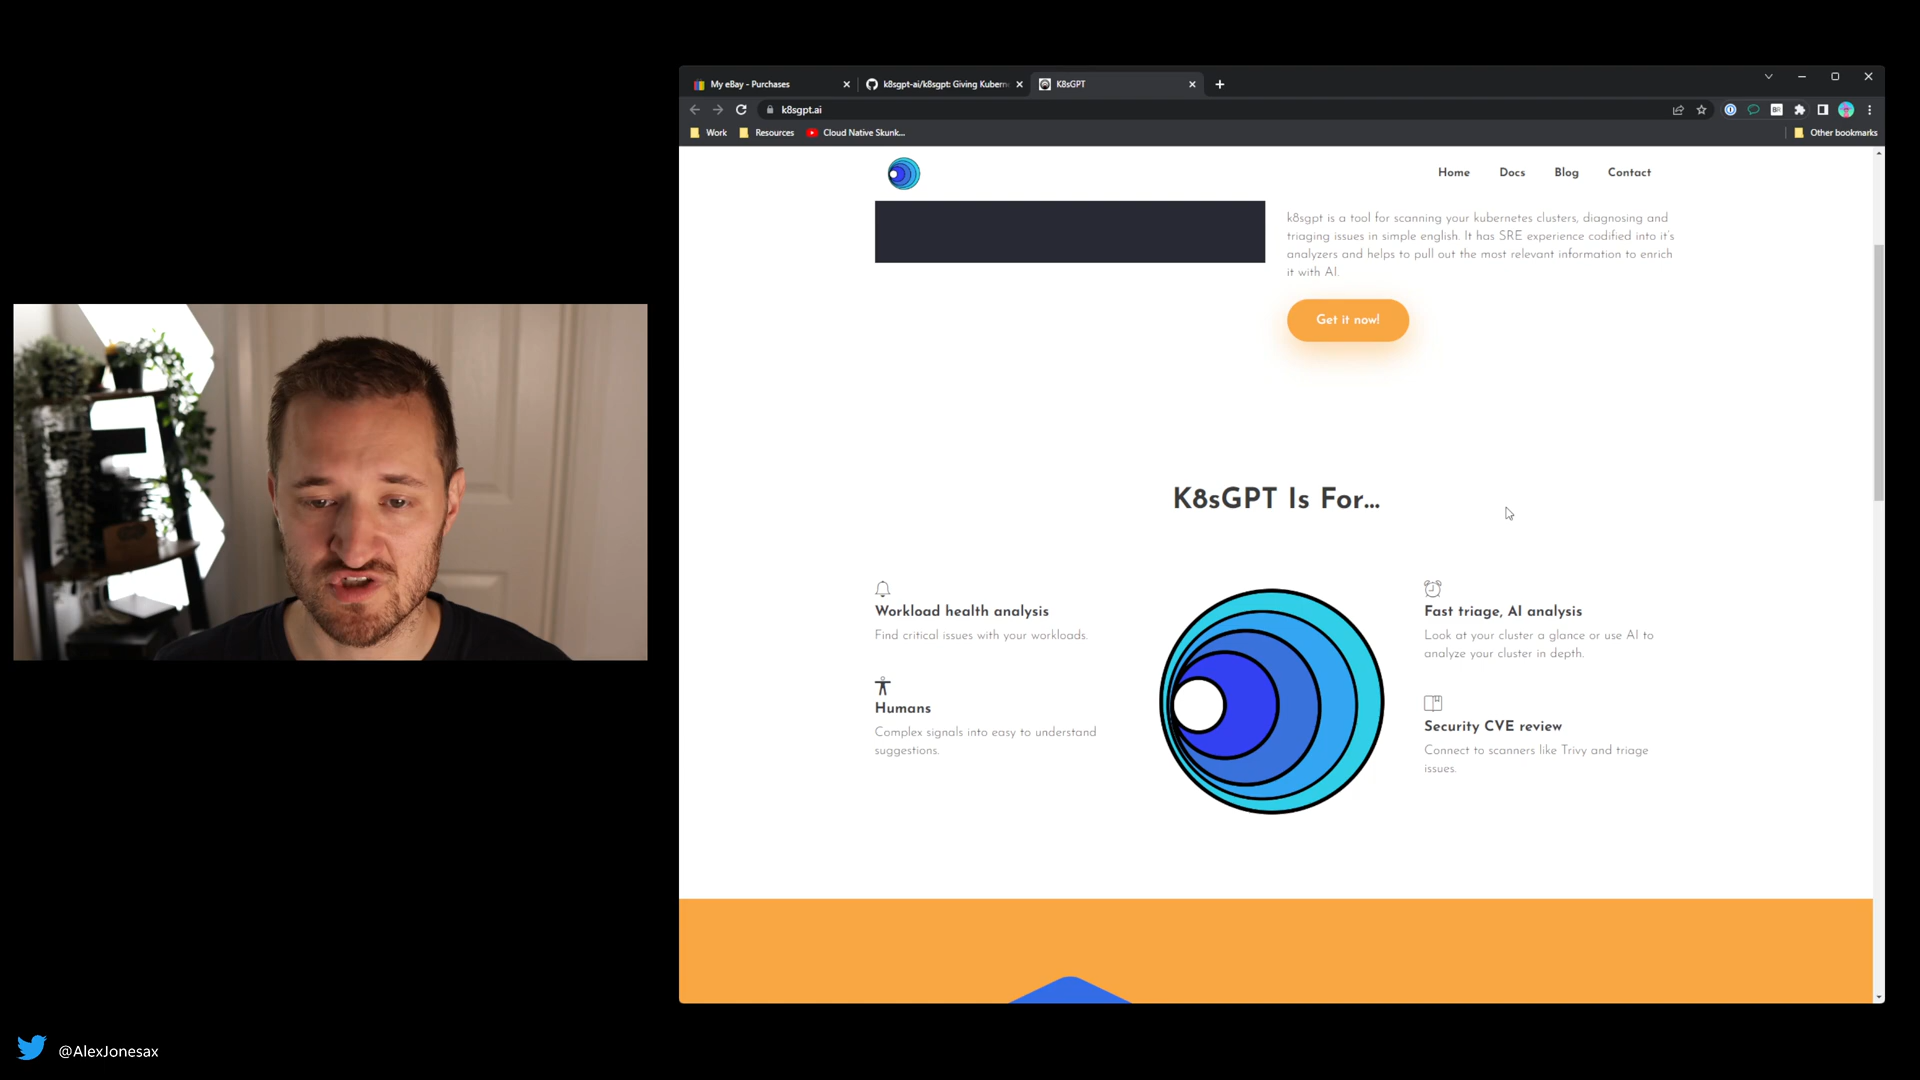 My eBay - Purchases
k8sgpt-ai/k8sgpt: Giving Kubern
K8sGPT
k8sgpt.ai
Work
Resources
Cloud Native Skunk...
Other bookmarks
Home
Docs
Blog
Contact
k8sgpt is a tool for scanning your kubernetes clusters, diagnosing and
triaging issues in simple english. It has SRE experience codified into it's
analyzers and helps to pull out the most relevant information to enrich
it with AI.
Get it now!
K8sGPT Is For...
Workload health analysis
Find critical issues with your workloads.
Humans
Complex signals into easy to understand
suggestions.
Fast triage, AI analysis
Look at your cluster a glance or use AI to
analyze your cluster in depth.
Security CVE review
Connect to scanners like Trivy and triage
issues.
@AlexJonesax